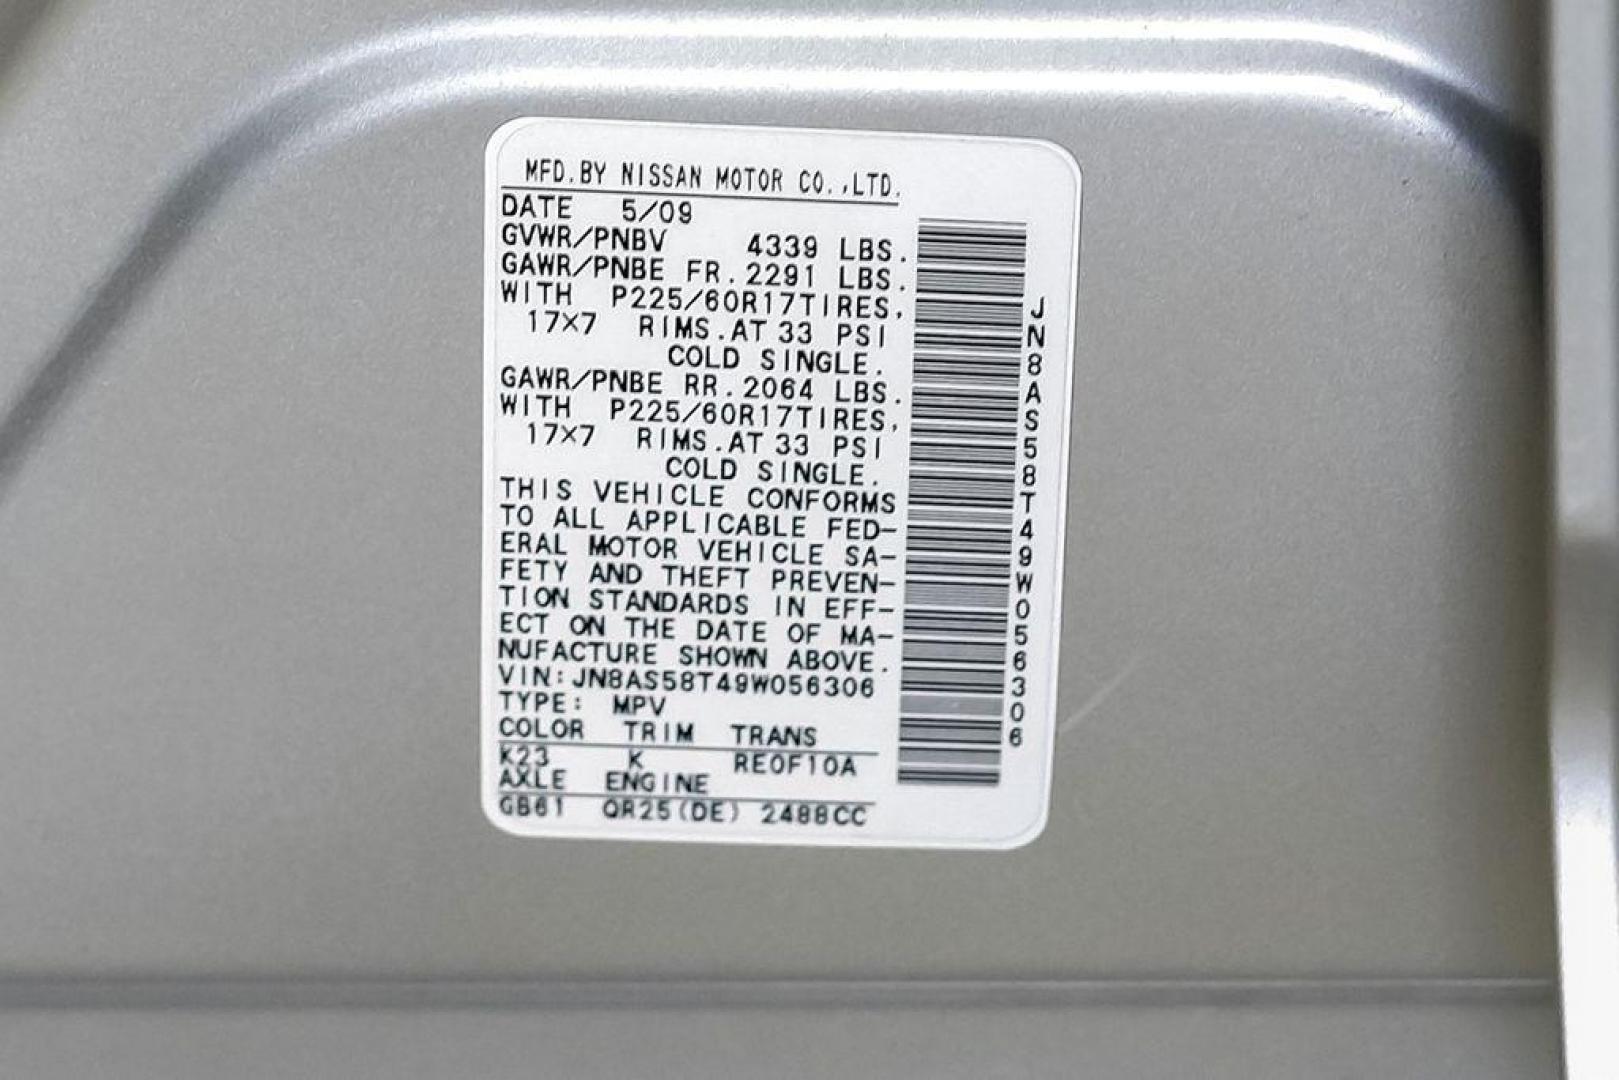 MFD.BY NISSAN MOTOR CO.,LTD.
DATE 5/09
GVWR/PNBV 4339 LBS.
GAWR/PNBE FR.2291 LBS.
WITH P225/60R17TIRES,
17×7 RIMS.AT 33 PSI
COLD SINGLE.
GAWR/PNBE RR.2064 LBS.
WITH P225/60R17TIRES,
17×7 RIMS.AT 33 PSI
COLD SINGLE.
THIS VEHICLE CONFORMS
TO ALL APPLICABLE FED-
ERAL MOTOR VEHICLE SA-
FETY AND THEFT PREVEN-
TION STANDARDS IN EFF-
ECT ON THE DATE OF MA-
NUFACTURE SHOWN ABOVE.
VIN:JN8AS58T49W056306
TYPE: MPV
COLOR TRIM TRANS
K23 K RE0F10A
AXLE ENGINE
GB61 QR25(DE) 2488CC
JN8AS58T49W056306